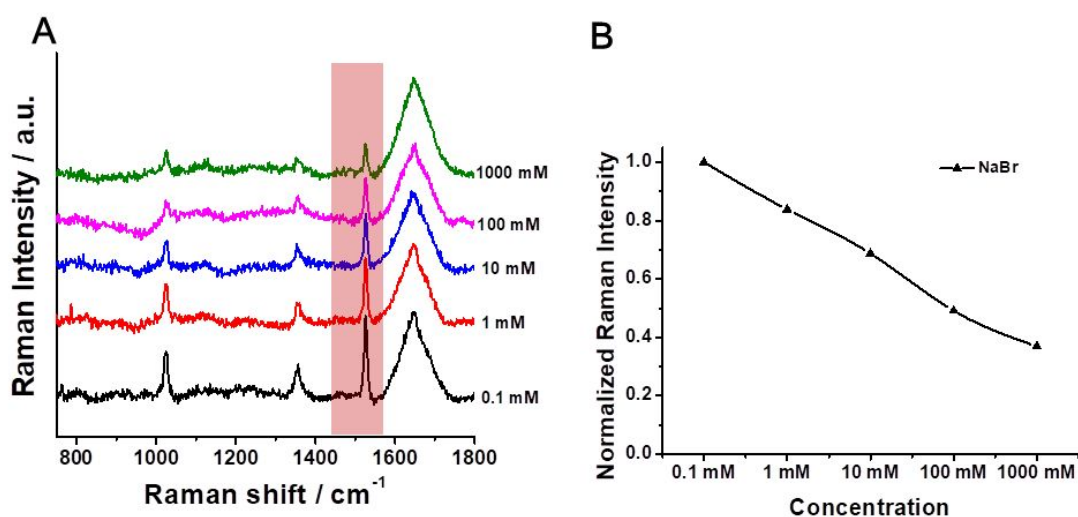 A
Raman Intensity / a.u.
1000 mM
100 mM
10 mM
1 mM
0.1 mM
800 1000 1200 1400 1600 1800
Raman shift / cm⁻¹
B
Normalized Raman Intensity
1.0
0.8
0.6
0.4
0.2
0.0
NaBr
0.1 mM 1 mM 10 mM 100 mM 1000 mM
Concentration